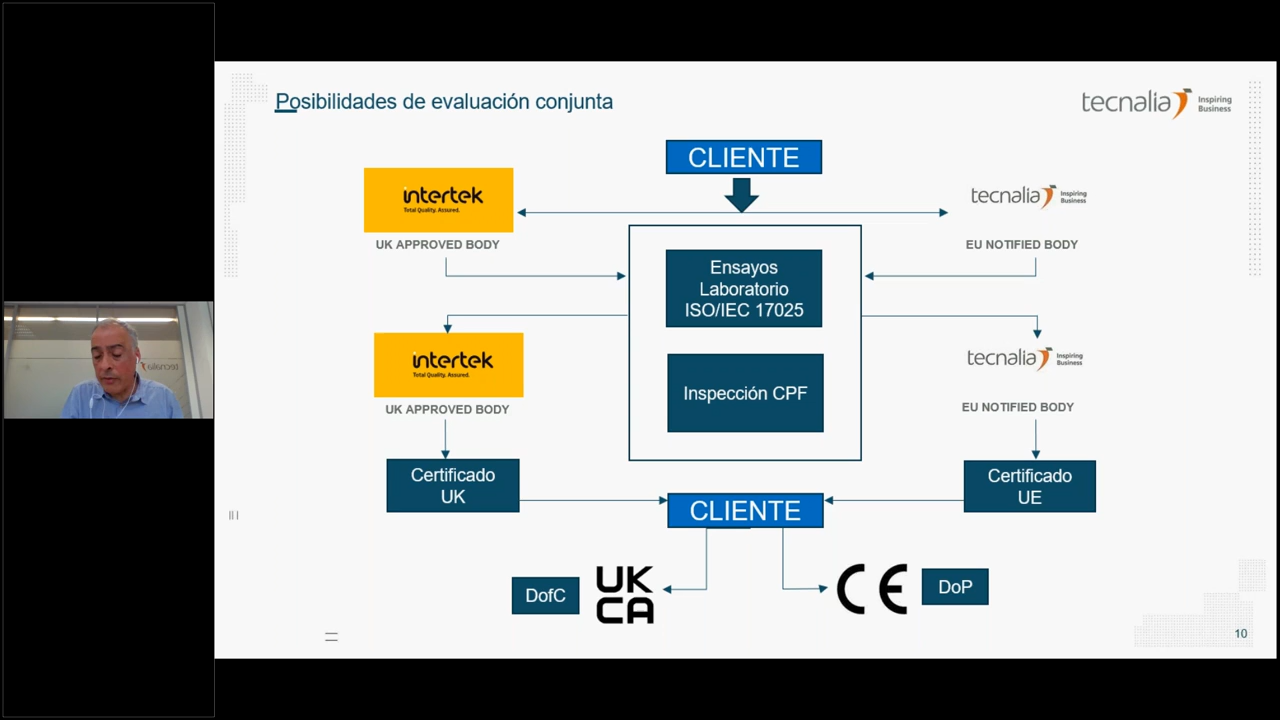 Posibilidades de evaluación conjunta
tecnalia Inspiring
Business
CLIENTE
intertek
Total Quality. Assured.
UK APPROVED BODY
tecnalia Inspiring
Business
EU NOTIFIED BODY
Ensayos
Laboratorio
ISO/IEC 17025
Inspección CPF
intertek
Total Quality. Assured.
UK APPROVED BODY
tecnalia Inspiring
Business
EU NOTIFIED BODY
Certificado
UK
Certificado
UE
CLIENTE
DofC
UK
CA
CE
DoP
10
tecnalia